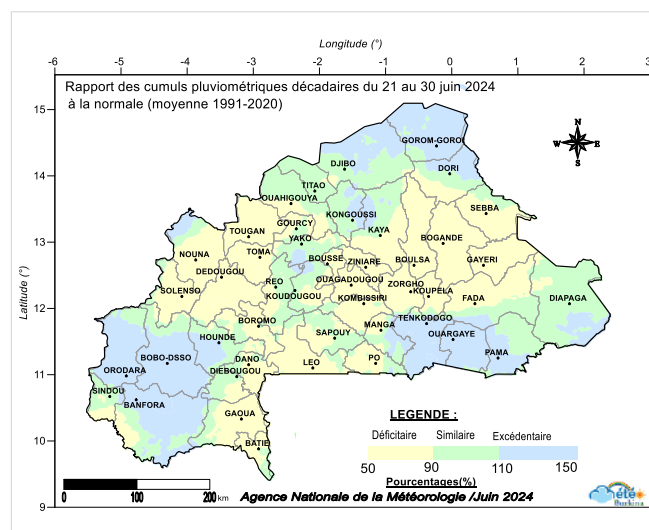 Longitude (°)
-6 -5 -4 -3 -2 -1 0 1 2 3
Rapport des cumuls pluviométriques décadaires du 21 au 30 juin 2024
à la normale (moyenne 1991-2020)
15
GOROM-GOROM
N
W E
S
DJIBO
DORI
14
TITAO
OUAHIGOUYA
SEBBA
KONGOUSSI
GOURCY
TOUGAN
KAYA
YAKO
BOGANDE
13
NOUNA
TOMA
BOUSSE
ZINIARE
BOULSA
GAYERI
DEDOUGOU
REO
OUAGADOUGOU
ZORGHO
SOLENSO
KOUDOUGOU
KOMBISSIRI
KOUPELA
FADA
DIAPAGA
Latitude (°)
12
BOROMO
TENKODOGO
MANGA
HOUNDE
SAPOUY
OUARGAYE
BOBO-DSSO
DANO
LEO
PO
PAMA
ORODARA
DIEBOUGOU
11
SINDOU
BANFORA
GAOUA
LEGENDE :
Déficitaire Similaire Excédentaire
10
BATIE
50 90 110 150
Pourcentages(%)
0 100 200 km
Agence Nationale de la Météorologie /Juin 2024
météo
Burkina
9